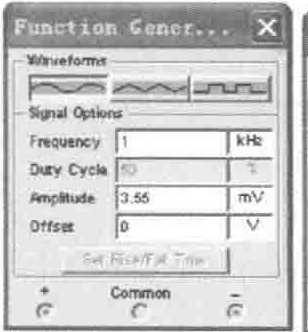 Function Gener...
Waveforms
Signal Options
Frequency 1 kHz
Duty Cycle 50 %
Amplitude 3.55 mV
Offset 0 V
Set Rise/Fall Time
+ Common -